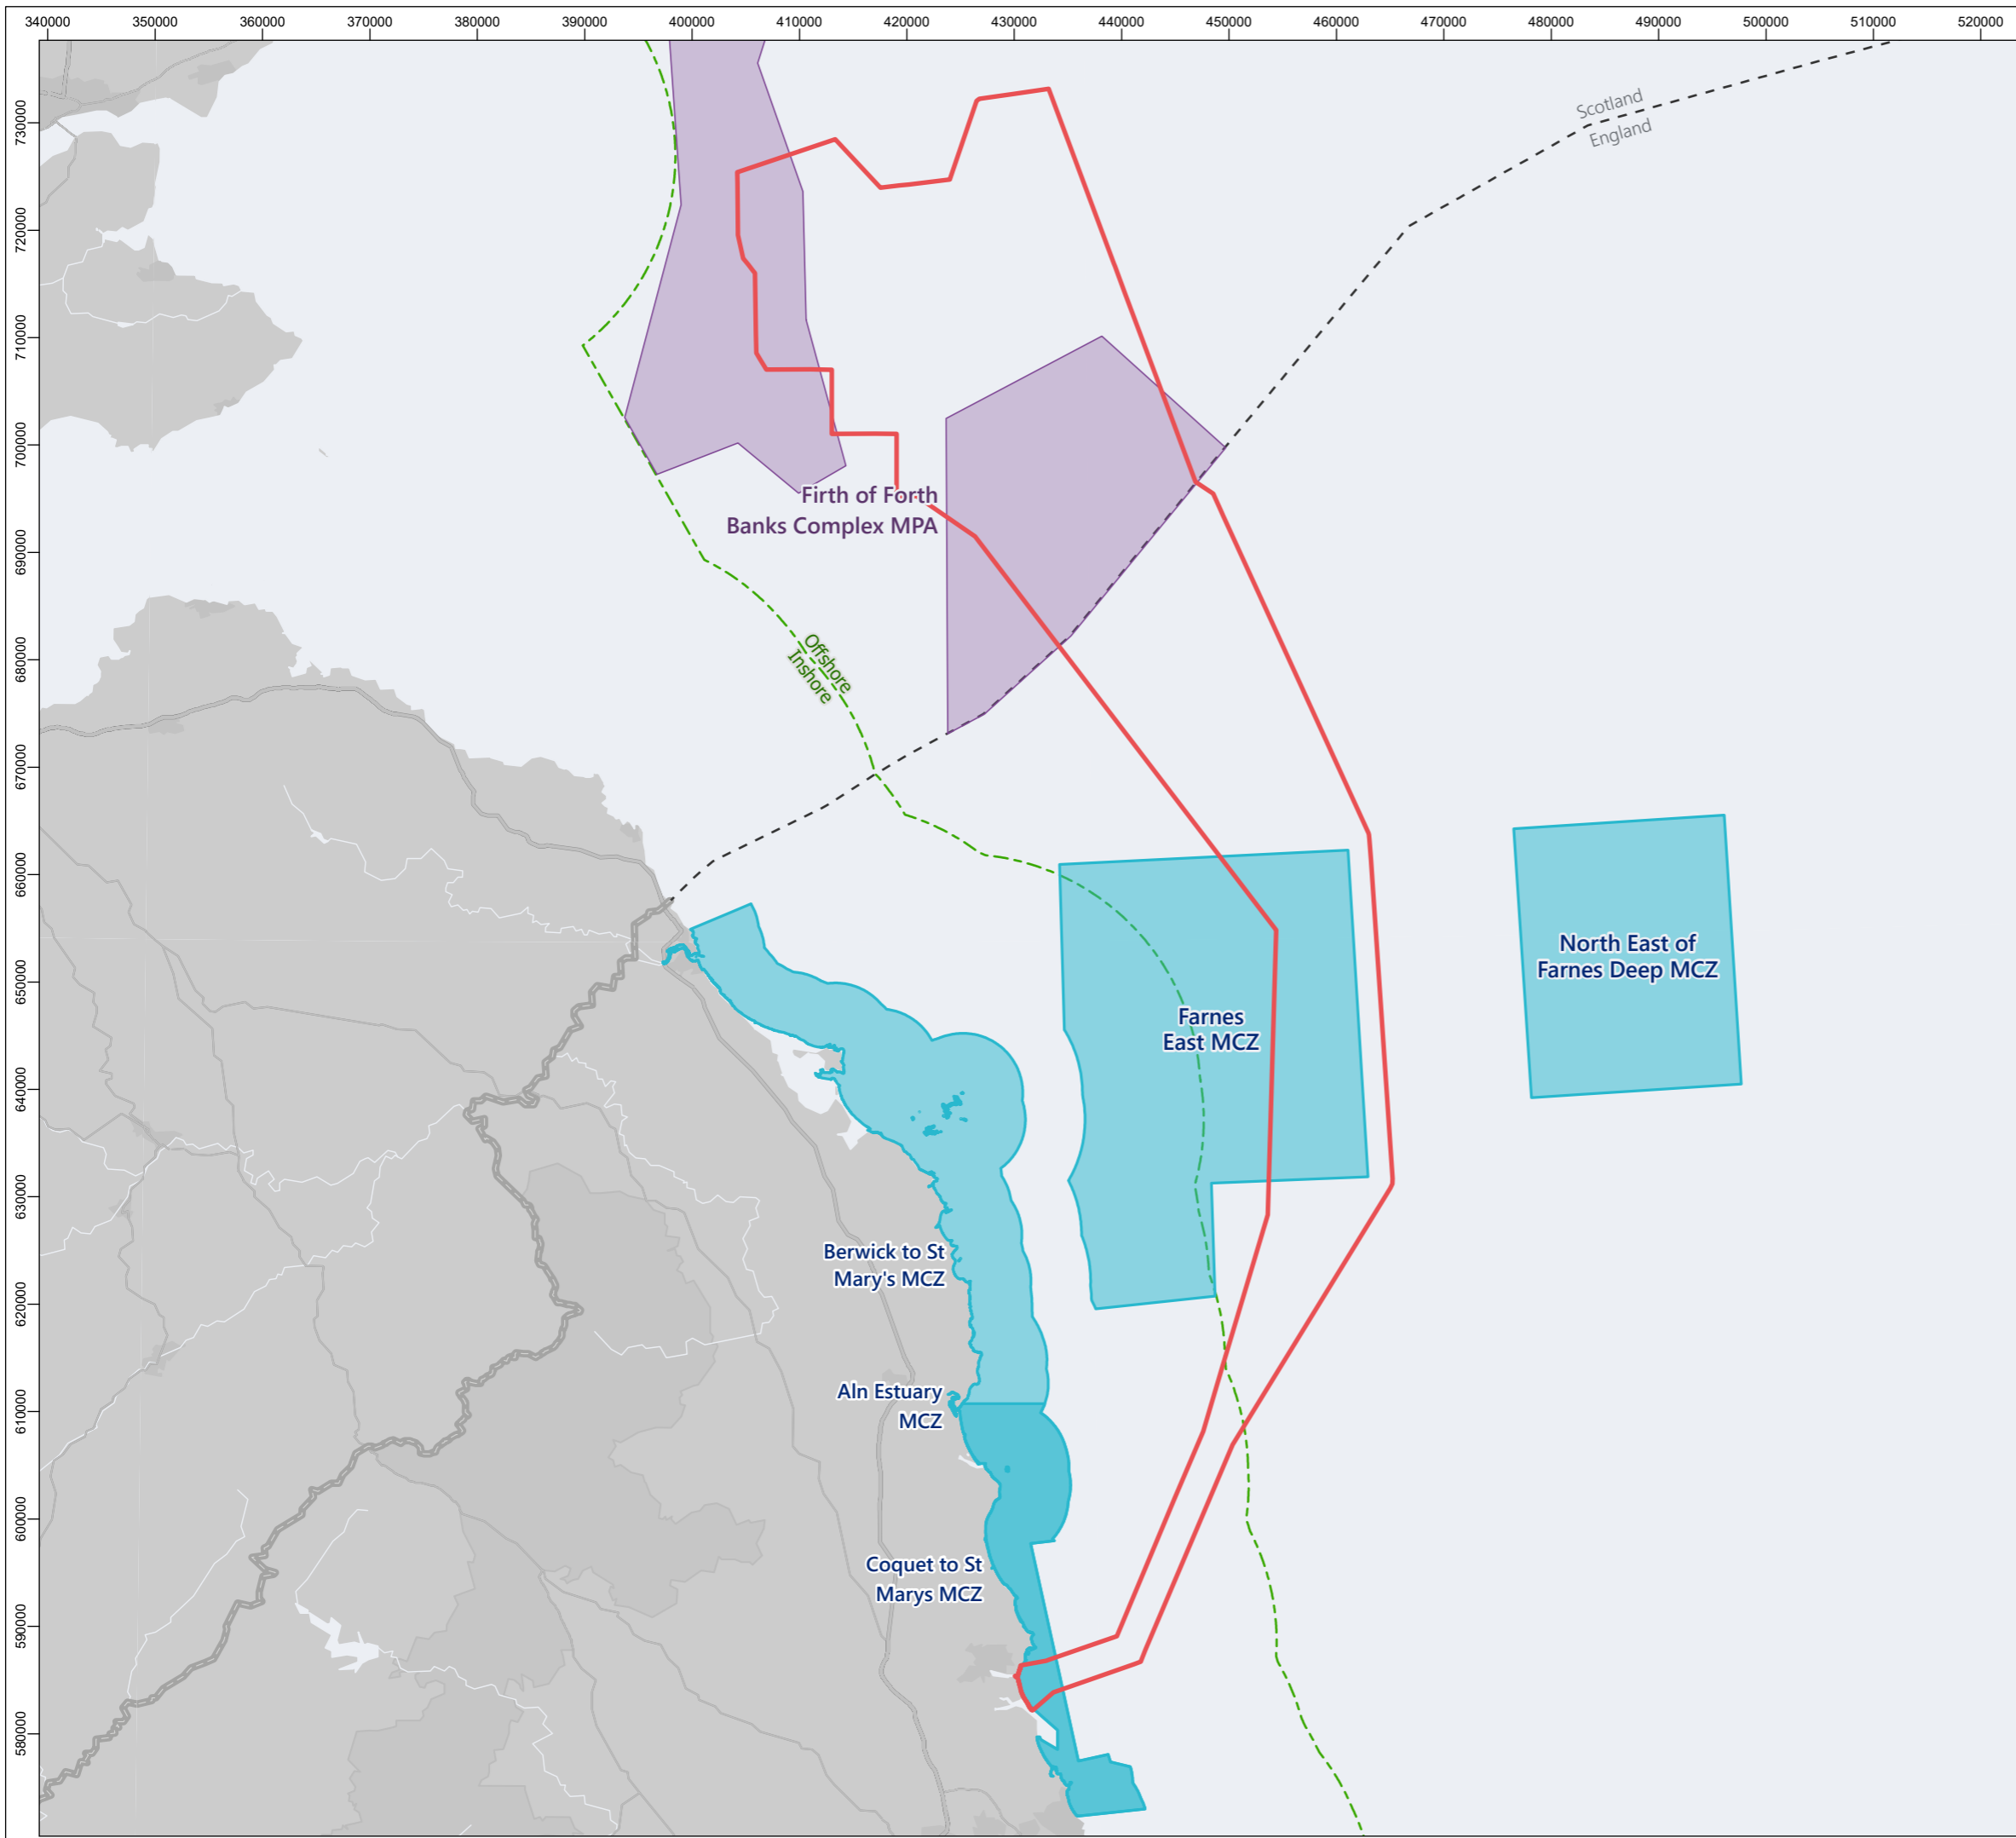 340000 350000 360000 370000 380000 390000 400000 410000 420000 430000 440000 450000 460000 470000 480000 490000 500000 510000 520000
730000
720000
710000
700000
690000
680000
670000
660000
650000
640000
630000
620000
610000
600000
590000
580000
Scotland
England
Firth of Forth
Banks Complex MPA
Offshore
Inshore
North East of
Farnes Deep MCZ
Farnes
East MCZ
Berwick to St
Mary's MCZ
Aln Estuary
MCZ
Coquet to St
Marys MCZ